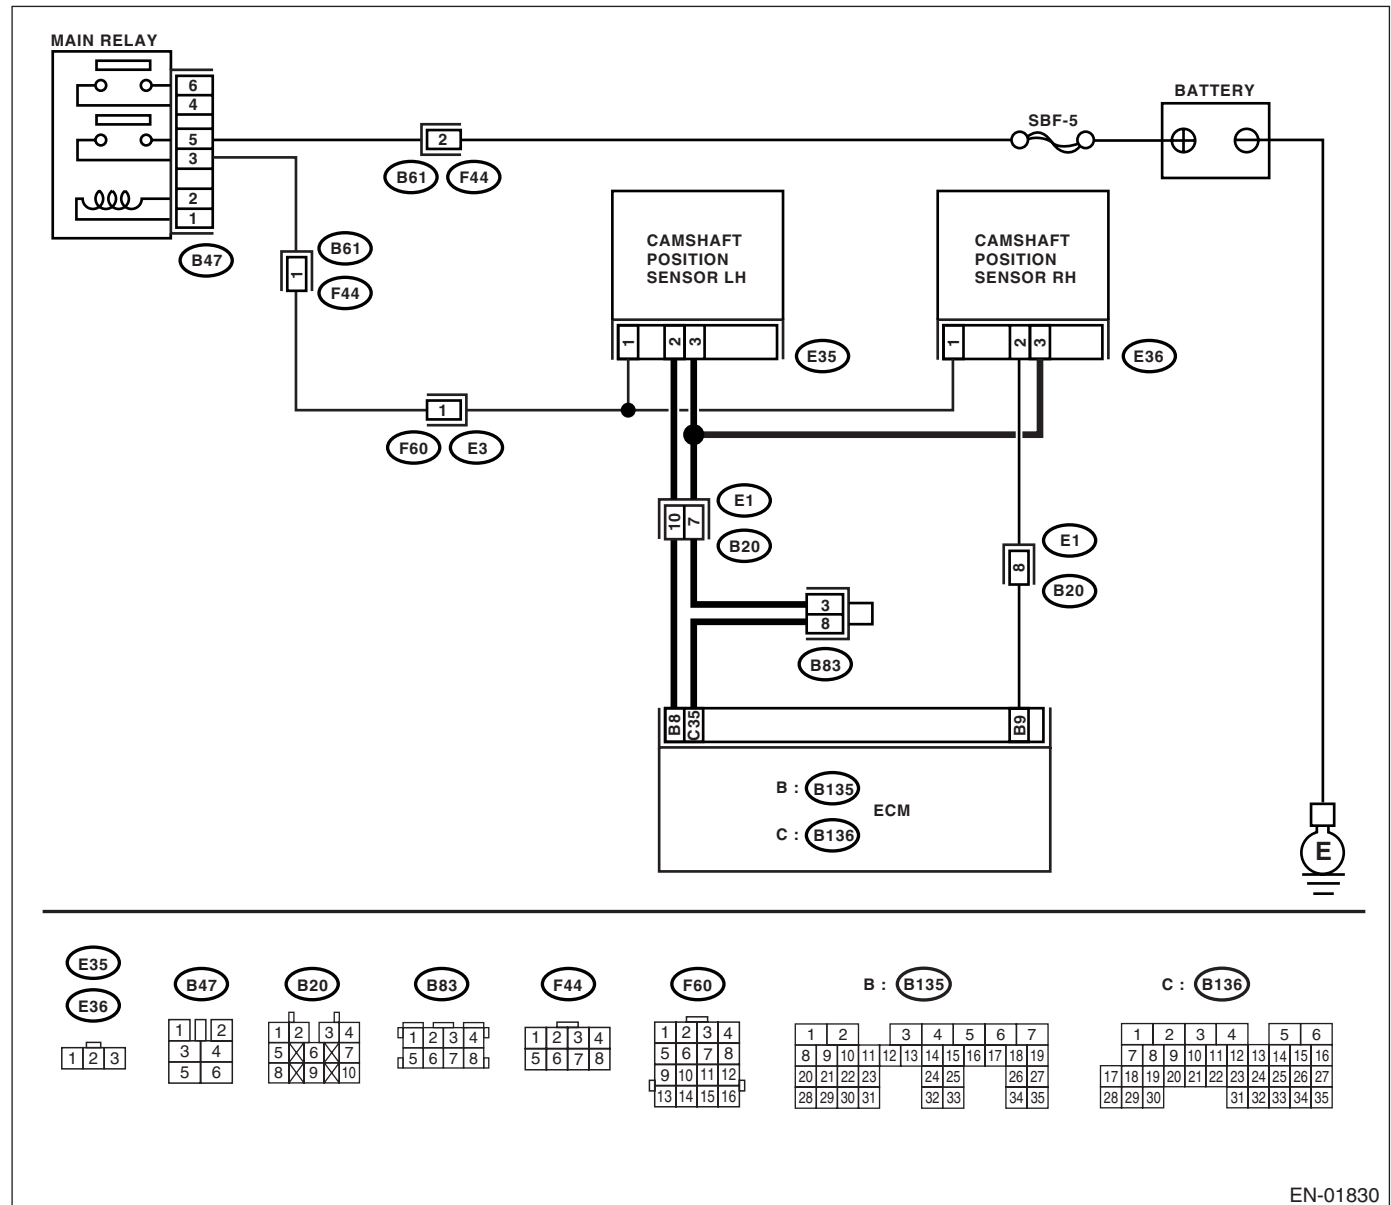 MAIN RELAY
6
4
5
3
2
1
B47
2
B61 F44
SBF-5
BATTERY
B61
1
F44
CAMSHAFT
POSITION
SENSOR LH
1 2 3
E35
CAMSHAFT
POSITION
SENSOR RH
1 2 3
E36
1
F60 E3
10 7
E1
B20
8
E1
B20
3
8
B83
B8 C35 B9
B : B135
ECM
C : B136
E
E35
E36
1 2 3
B47
1 2
3 4
5 6
B20
1 2 3 4
5 6 7
8 9 10
B83
1 2 3 4
5 6 7 8
F44
1 2 3 4
5 6 7 8
F60
1 2 3 4
5 6 7 8
9 10 11 12
13 14 15 16
B : B135
1 2 3 4 5 6 7
8 9 10 11 12 13 14 15 16 17 18 19
20 21 22 23 24 25 26 27
28 29 30 31 32 33 34 35
C : B136
1 2 3 4 5 6
7 8 9 10 11 12 13 14 15 16
17 18 19 20 21 22 23 24 25 26 27
28 29 30 31 32 33 34 35
EN-01830